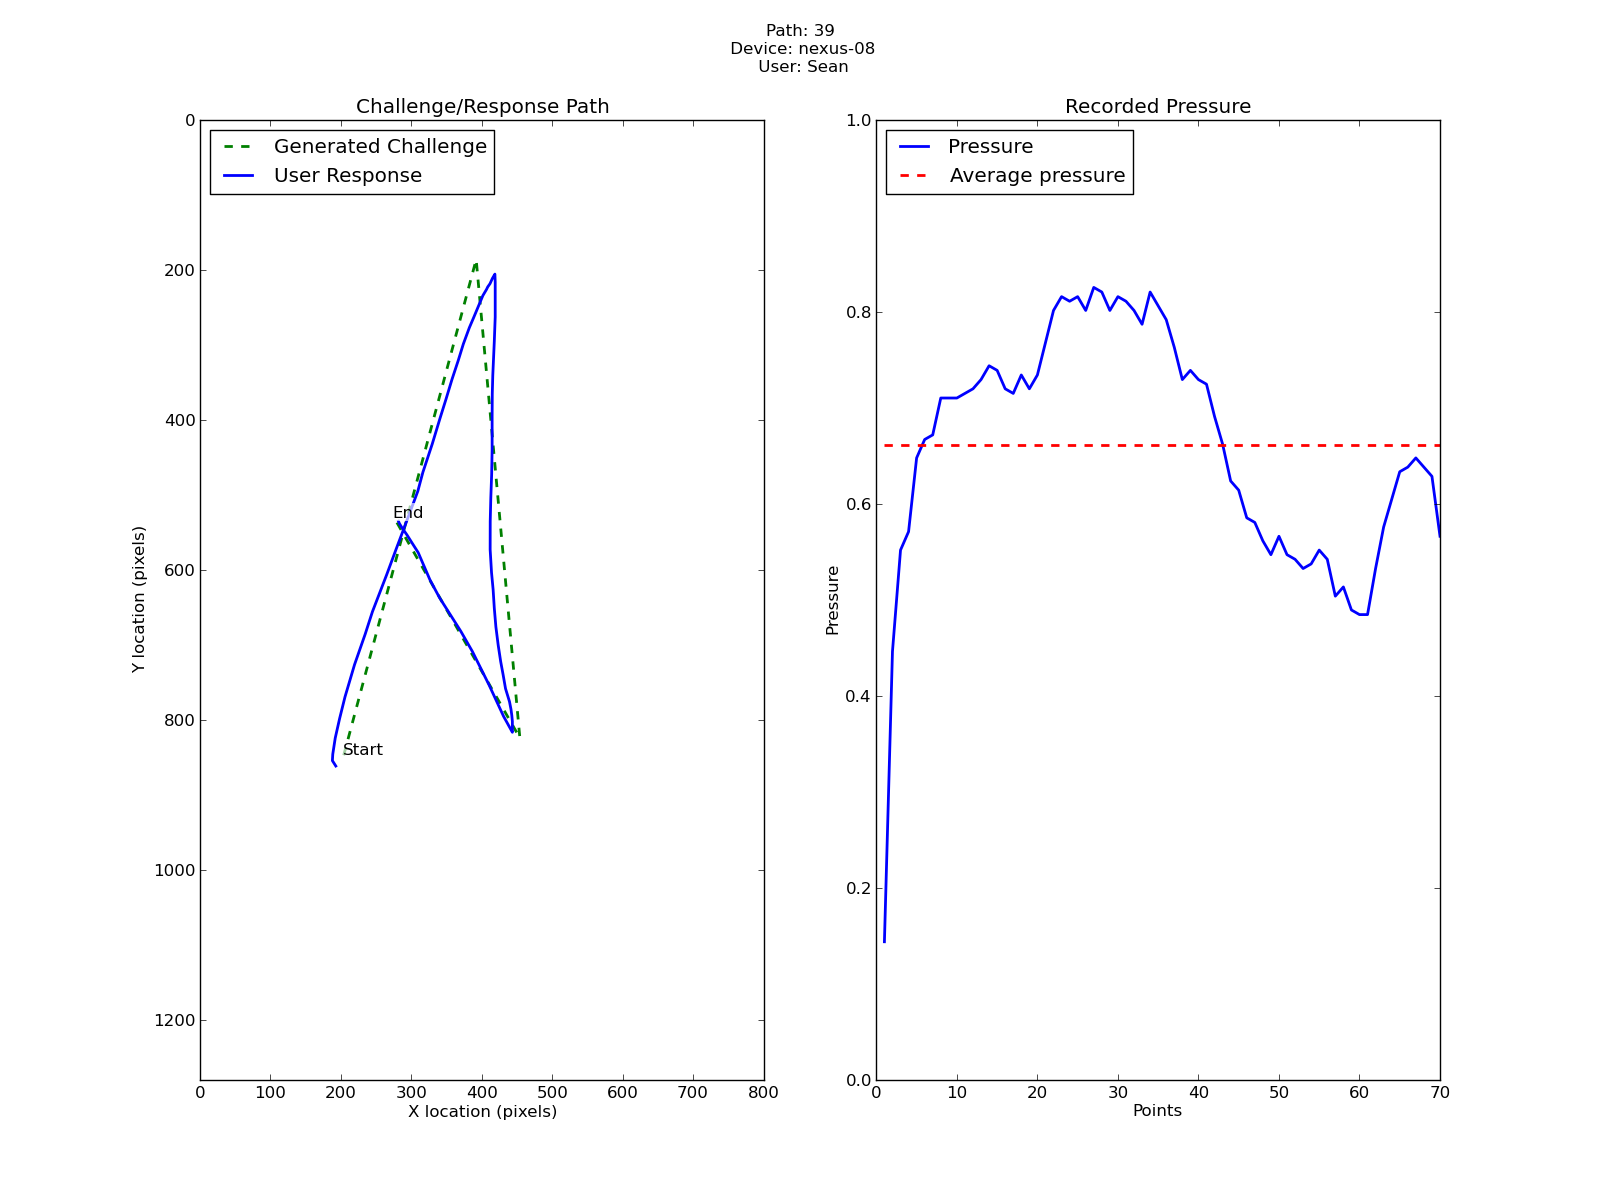 Path: 39
Device: nexus-08
User: Sean
Challenge/Response Path
Generated Challenge
User Response
0
200
400
600
800
1000
1200
Y location (pixels)
End
Start
0 100 200 300 400 500 600 700 800
X location (pixels)
Recorded Pressure
Pressure
Average pressure
1.0
0.8
0.6
0.4
0.2
0.0
Pressure
0 10 20 30 40 50 60 70
Points